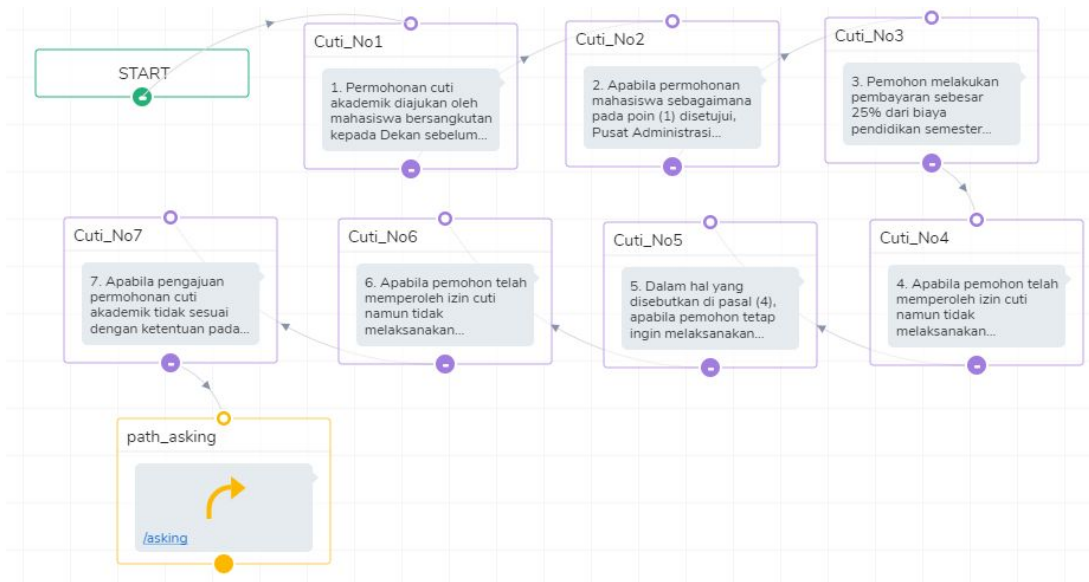 START
Cuti_No1
1. Permohonan cuti
akademik diajukan oleh
mahasiswa bersangkutan
kepada Dekan sebelum...
Cuti_No2
2. Apabila permohonan
mahasiswa sebagaimana
pada poin (1) disetujui,
Pusat Administrasi...
Cuti_No3
3. Pemohon melakukan
pembayaran sebesar
25% dari biaya
pendidikan semester...
Cuti_No7
7. Apabila pengajuan
permohonan cuti
akademik tidak sesuai
dengan ketentuan pada...
Cuti_No6
6. Apabila pemohon telah
memperoleh izin cuti
namun tidak
melaksanakan...
Cuti_No5
5. Dalam hal yang
disebutkan di pasal (4),
apabila pemohon tetap
ingin melaksanakan...
Cuti_No4
4. Apabila pemohon telah
memperoleh izin cuti
namun tidak
melaksanakan...
path_asking
/asking